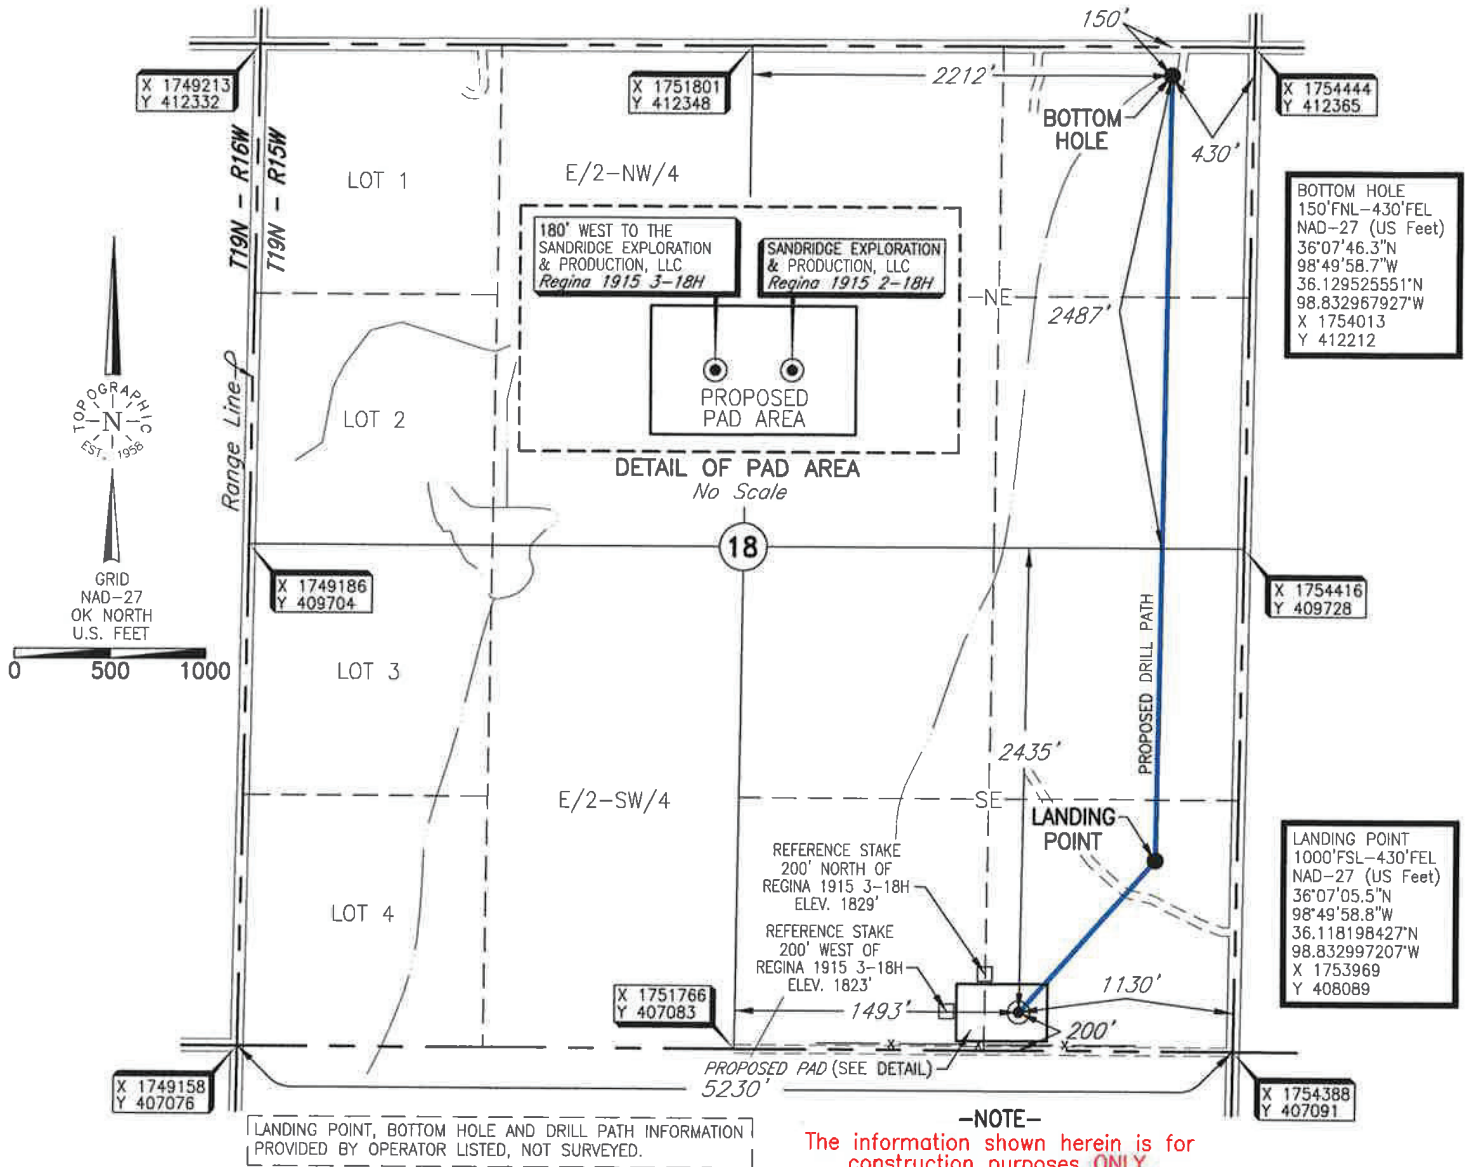 150'
X 1749213
Y 412332
X 1751801
Y 412348
2212'
X 1754444
Y 412365
BOTTOM
HOLE
430'
T19N - R16W
T19N - R15W
LOT 1
E/2-NW/4
BOTTOM HOLE
150'FNL-430'FEL
NAD-27 (US Feet)
36°07'46.3"N
98°49'58.7"W
36.129525551°N
98.832967927°W
X 1754013
Y 412212
180' WEST TO THE
SANDRIDGE EXPLORATION
& PRODUCTION, LLC
Regina 1915 3-18H
SANDRIDGE EXPLORATION
& PRODUCTION, LLC
Regina 1915 2-18H
NE
2487'
PROPOSED
PAD AREA
DETAIL OF PAD AREA
No Scale
TOPOGRAPHIC
N
EST. 1958
Range Line
LOT 2
18
GRID
NAD-27
OK NORTH
U.S. FEET
0 500 1000
X 1749186
Y 409704
X 1754416
Y 409728
LOT 3
PROPOSED DRILL PATH
2435'
E/2-SW/4
SE
LANDING
POINT
LANDING POINT
1000'FSL-430'FEL
NAD-27 (US Feet)
36°07'05.5"N
98°49'58.8"W
36.118198427°N
98.832997207°W
X 1753969
Y 408089
REFERENCE STAKE
200' NORTH OF
REGINA 1915 3-18H
ELEV. 1829'
REFERENCE STAKE
200' WEST OF
REGINA 1915 3-18H
ELEV. 1823'
LOT 4
X 1751766
Y 407083
1493'
1130'
200'
x x x
PROPOSED PAD (SEE DETAIL)
5230'
X 1749158
Y 407076
X 1754388
Y 407091
LANDING POINT, BOTTOM HOLE AND DRILL PATH INFORMATION
PROVIDED BY OPERATOR LISTED, NOT SURVEYED.
-NOTE-
The information shown herein is for
construction purposes ONLY